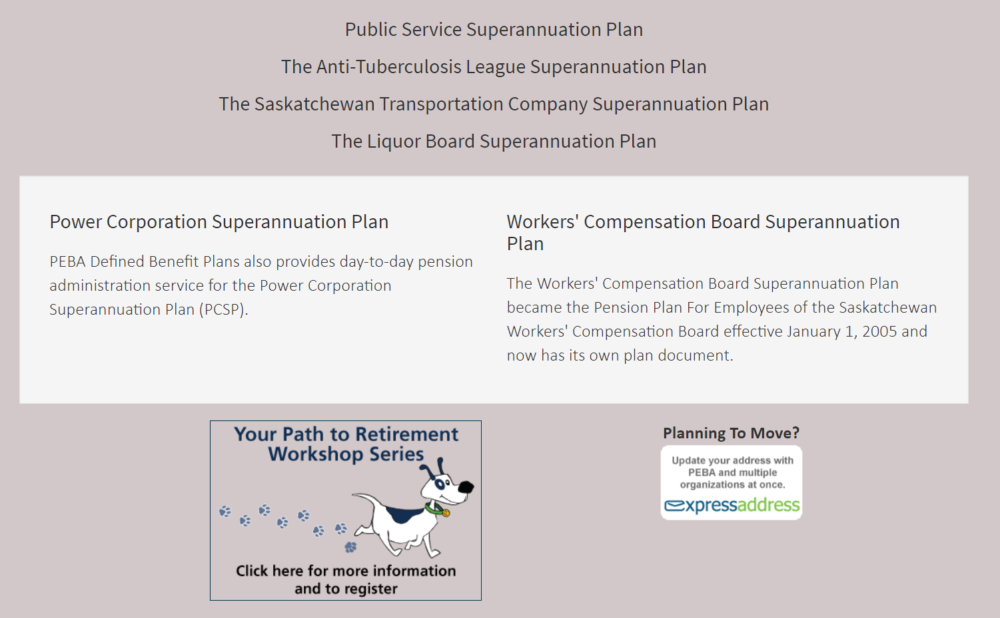 Public Service Superannuation Plan
The Anti-Tuberculosis League Superannuation Plan
The Saskatchewan Transportation Company Superannuation Plan
The Liquor Board Superannuation Plan
Power Corporation Superannuation Plan
PEBA Defined Benefit Plans also provides day-to-day pension
administration service for the Power Corporation
Superannuation Plan (PCSP).
Workers' Compensation Board Superannuation
Plan
The Workers' Compensation Board Superannuation Plan
became the Pension Plan For Employees of the Saskatchewan
Workers' Compensation Board effective January 1, 2005 and
now has its own plan document.
Your Path to Retirement
Workshop Series
Click here for more information
and to register
Planning To Move?
Update your address with
PEBA and multiple
organizations at once.
expressaddress